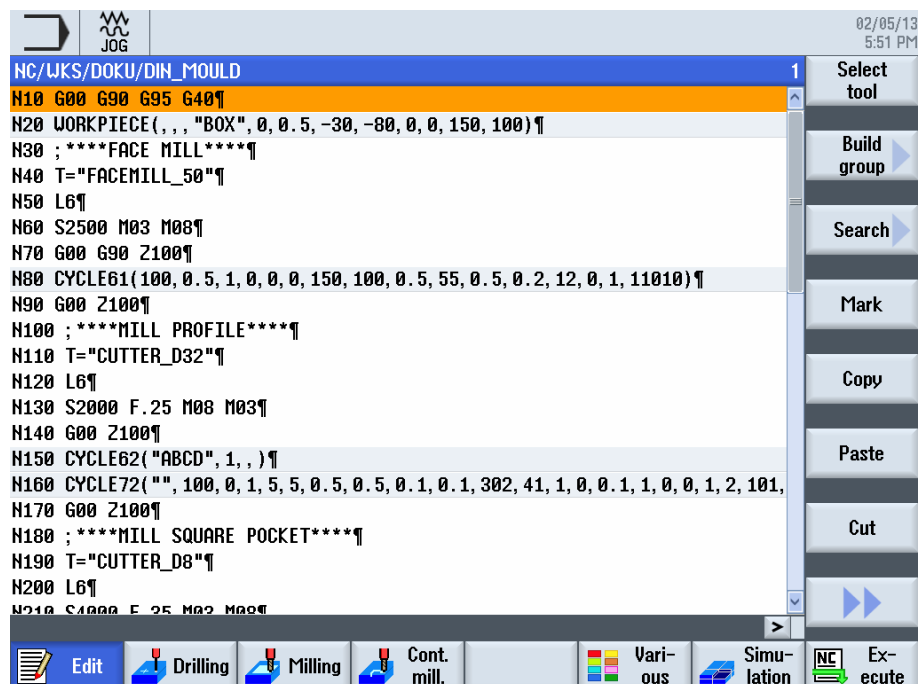 JOG
02/05/13
5:51 PM
NC/WKS/DOKU/DIN_MOULD 1
N10 G00 G90 G95 G40¶
N20 WORKPIECE(,,,"BOX",0,0.5,-30,-80,0,0,150,100)¶
N30 ;****FACE MILL****¶
N40 T="FACEMILL_50"¶
N50 L6¶
N60 S2500 M03 M08¶
N70 G00 G90 Z100¶
N80 CYCLE61(100,0.5,1,0,0,0,150,100,0.5,55,0.5,0.2,12,0,1,11010)¶
N90 G00 Z100¶
N100 ;****MILL PROFILE****¶
N110 T="CUTTER_D32"¶
N120 L6¶
N130 S2000 F.25 M08 M03¶
N140 G00 Z100¶
N150 CYCLE62("ABCD",1,,)¶
N160 CYCLE72("",100,0,1,5,5,0.5,0.5,0.1,0.1,302,41,1,0,0.1,1,0,0,1,2,101,
N170 G00 Z100¶
N180 ;****MILL SQUARE POCKET****¶
N190 T="CUTTER_D8"¶
N200 L6¶
N210 S4000 F.35 M03 M08¶
>
Select
tool
Build
group
Search
Mark
Copy
Paste
Cut
Edit
Drilling
Milling
Cont.
mill.
Vari-
ous
Simu-
lation
NC
Ex-
ecute